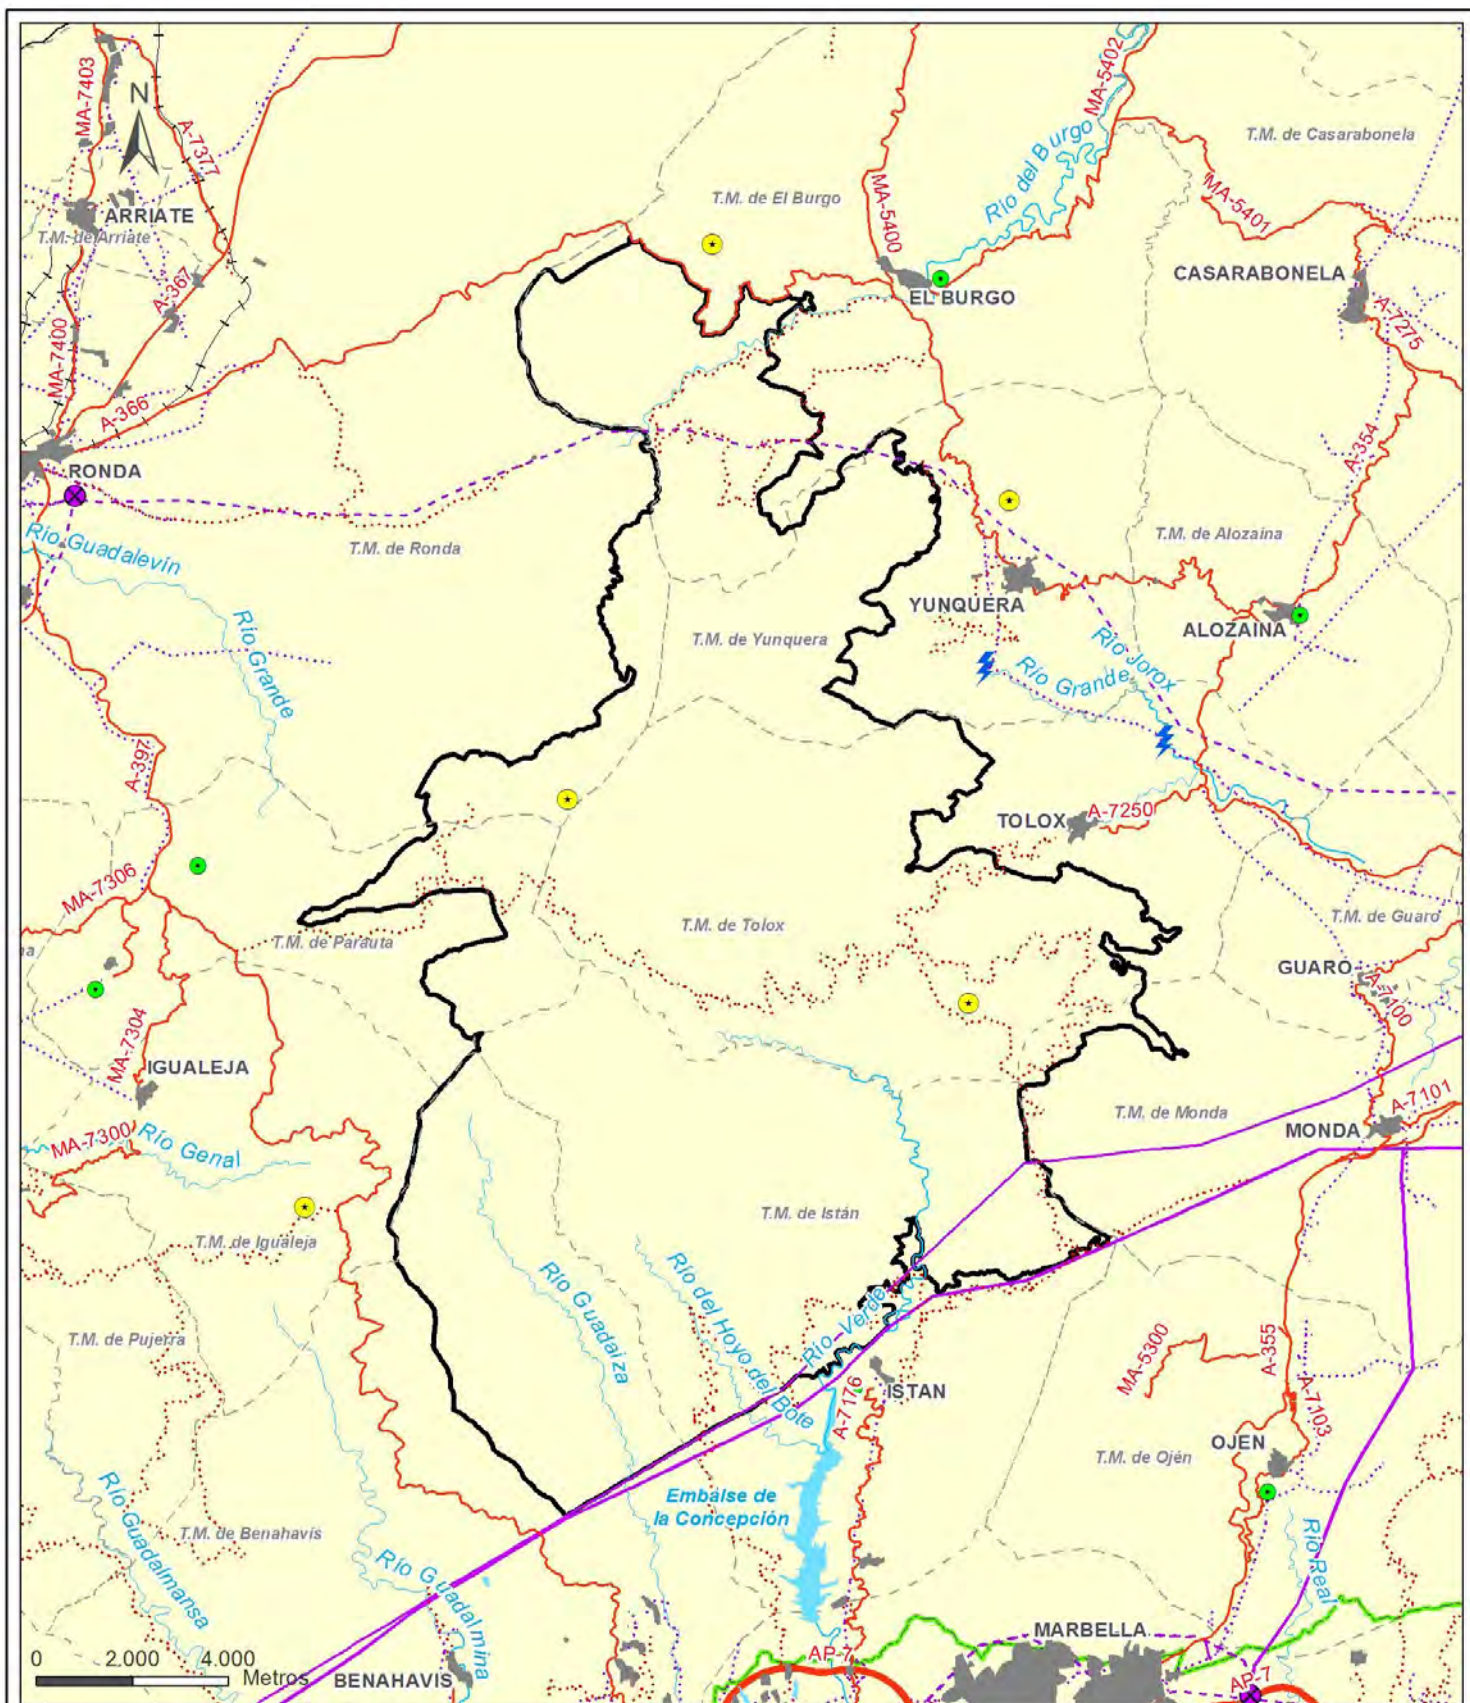 MA-5402
MA-7403
N
A-7377
Río del Burgo
T.M. de Casarabonela
T.M. de El Burgo
MA-5401
ARRIATE
T.M. de Arriate
MA-5400
A-367
CASARABONELA
EL BURGO
A-7275
MA-7400
A-366
A-354
RONDA
Río Guadalevín
T.M. de Ronda
T.M. de Alozaina
YUNQUERA
Río Grande
T.M. de Yunquera
ALOZAINA
Río Jorox
Río Grande
A-397
TOLOX
A-7250
MA-7306
T.M. de Parauta
T.M. de Tolox
T.M. de Guaro
na
GUARO
A-7100
MA-7304
IGUALEJA
T.M. de Monda
A-7101
MONDA
MA-7300
Río Genal
T.M. de Istán
T.M. de Igualeja
Río Guadaiza
Río del Hoyo del Bote
Río Verde
T.M. de Pujerra
MA-5300
A-355
A-7176
ISTAN
A-7103
OJEN
T.M. de Ojén
Embalse de
la Concepción
Río Guadalmansa
T.M. de Benahavís
Río Guadalmina
Río Real
MARBELLA
AP-7
0 2.000 4.000
Metros
BENAHAVIS
AP-7